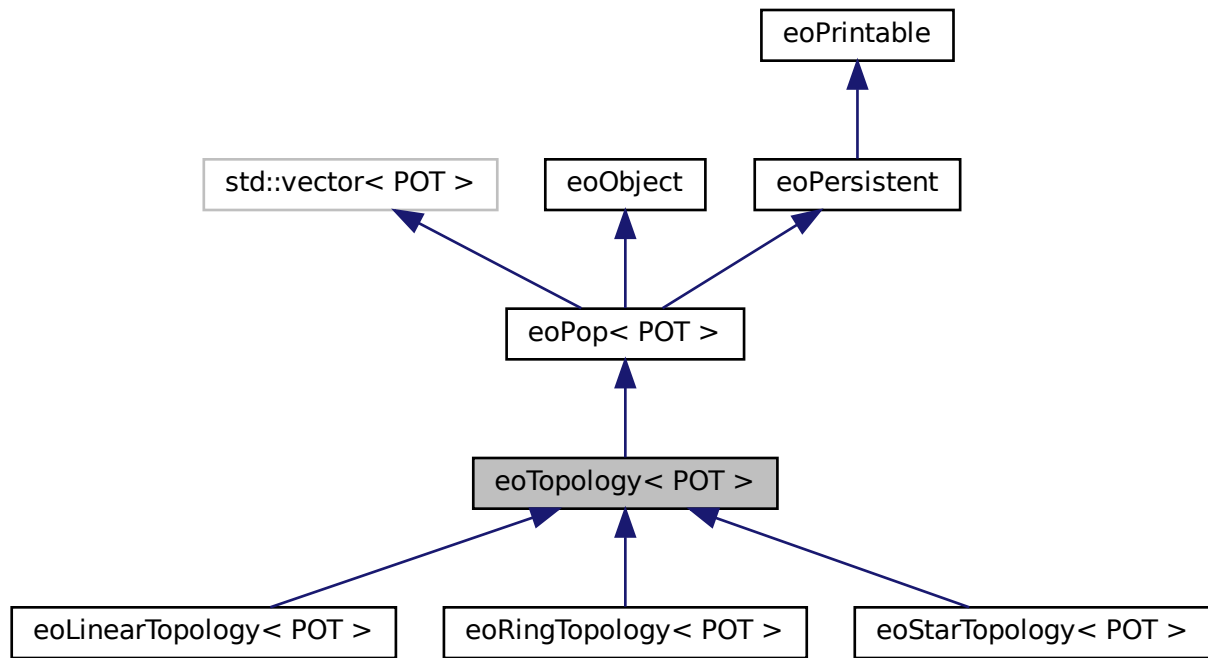 eoPrintable
std::vector< POT >
eoObject
eoPersistent
eoPop< POT >
eoTopology< POT >
eoLinearTopology< POT >
eoRingTopology< POT >
eoStarTopology< POT >